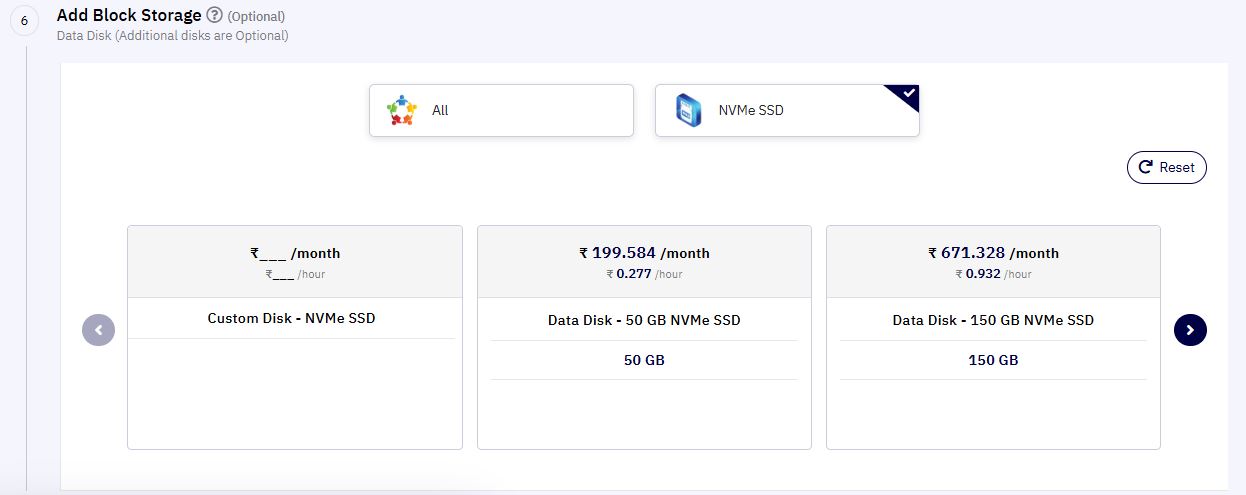 6
Add Block Storage ? (Optional)
Data Disk (Additional disks are Optional)
All
NVMe SSD
Reset
₹___ /month
₹___ /hour
Custom Disk - NVMe SSD
₹ 199.584 /month
₹ 0.277 /hour
Data Disk - 50 GB NVMe SSD
50 GB
₹ 671.328 /month
₹ 0.932 /hour
Data Disk - 150 GB NVMe SSD
150 GB